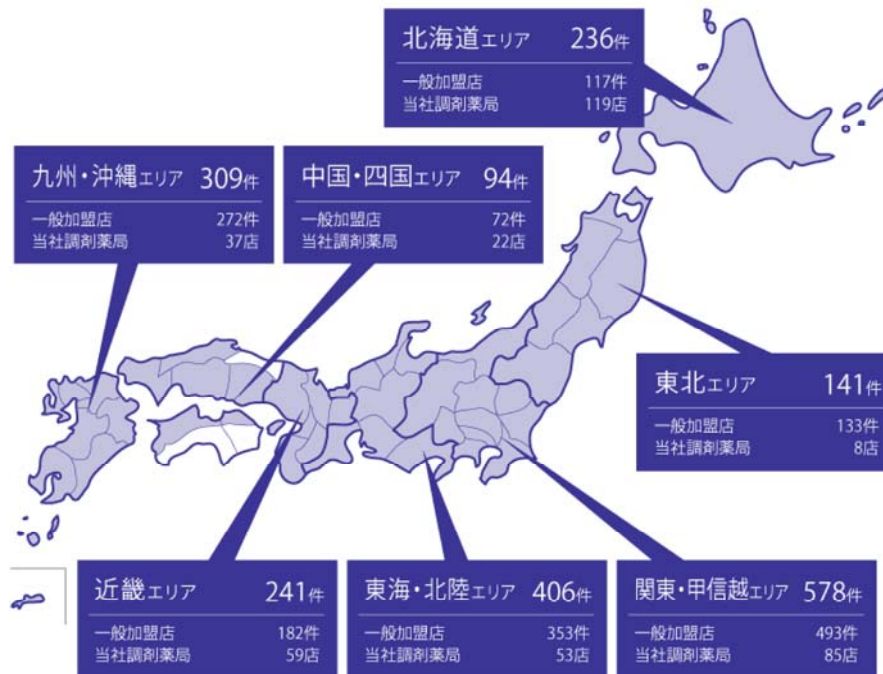 北海道エリア 236件
一般加盟店 117件
当社調剤薬局 119店
九州・沖縄エリア 309件
一般加盟店 272件
当社調剤薬局 37店
中国・四国エリア 94件
一般加盟店 72件
当社調剤薬局 22店
東北エリア 141件
一般加盟店 133件
当社調剤薬局 8店
近畿エリア 241件
一般加盟店 182件
当社調剤薬局 59店
東海・北陸エリア 406件
一般加盟店 353件
当社調剤薬局 53店
関東・甲信越エリア 578件
一般加盟店 493件
当社調剤薬局 85店